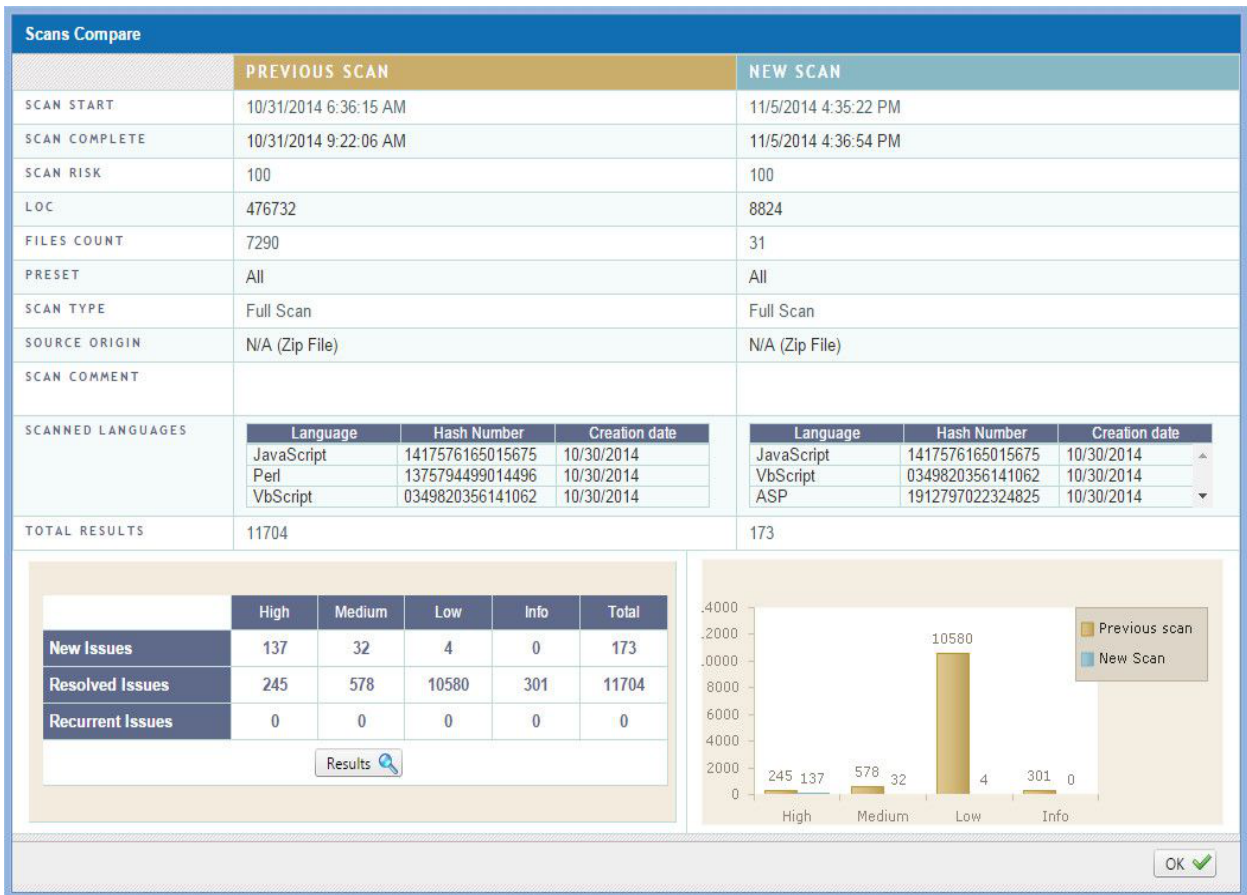 Scans Compare
PREVIOUS SCAN NEW SCAN
SCAN START 10/31/2014 6:36:15 AM 11/5/2014 4:35:22 PM
SCAN COMPLETE 10/31/2014 9:22:06 AM 11/5/2014 4:36:54 PM
SCAN RISK 100 100
LOC 476732 8824
FILES COUNT 7290 31
PRESET All All
SCAN TYPE Full Scan Full Scan
SOURCE ORIGIN N/A (Zip File) N/A (Zip File)
SCAN COMMENT
SCANNED LANGUAGES
Language Hash Number Creation date
JavaScript 1417576165015675 10/30/2014
Perl 1375794499014496 10/30/2014
VbScript 0349820356141062 10/30/2014
Language Hash Number Creation date
JavaScript 1417576165015675 10/30/2014
VbScript 0349820356141062 10/30/2014
ASP 1912797022324825 10/30/2014
TOTAL RESULTS 11704 173
High Medium Low Info Total
New Issues 137 32 4 0 173
Resolved Issues 245 578 10580 301 11704
Recurrent Issues 0 0 0 0 0
Results
.4000
.2000
.0000
8000
6000
4000
2000
0
245 137
578 32
10580 4
301 0
High Medium Low Info
Previous scan
New Scan
OK